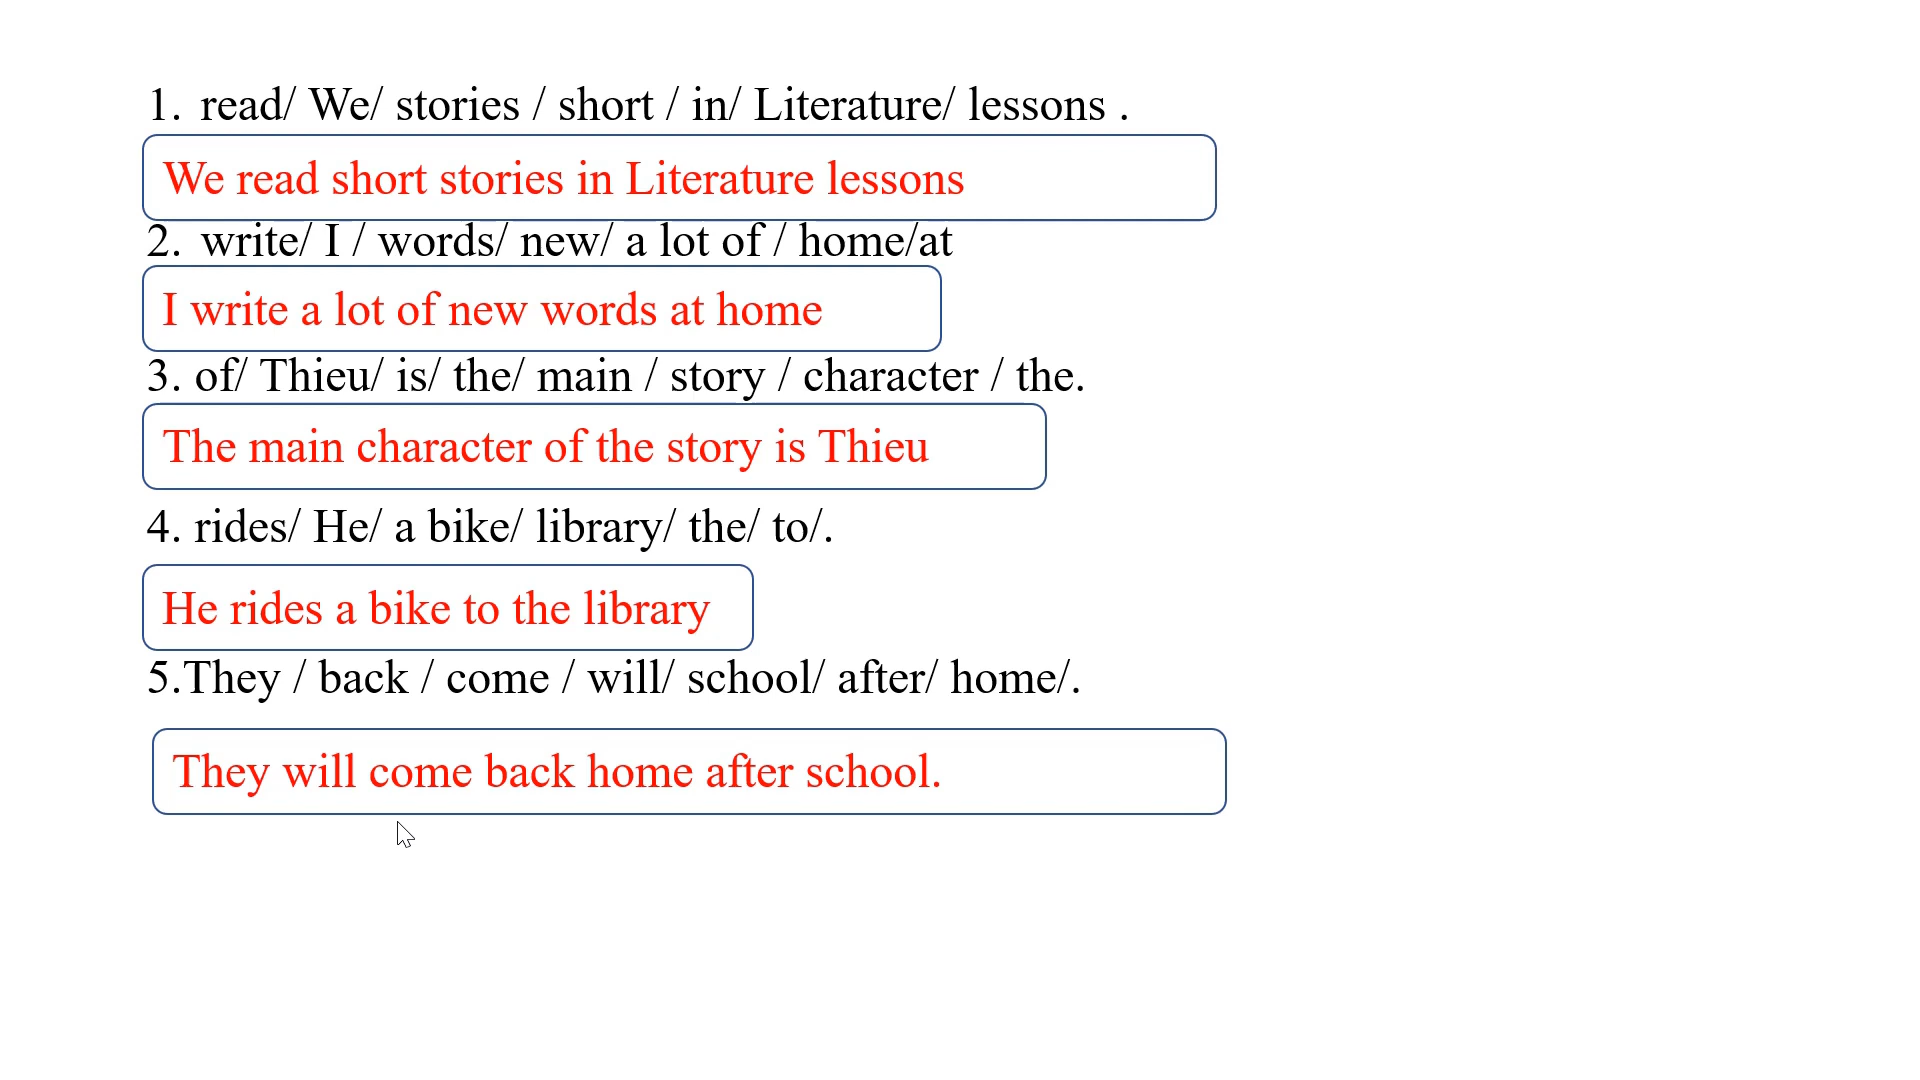 1. read/ We/ stories / short / in/ Literature/ lessons .
We read short stories in Literature lessons
2. write/ I / words/ new/ a lot of / home/at
I write a lot of new words at home
3. of/ Thieu/ is/ the/ main / story / character / the.
The main character of the story is Thieu
4. rides/ He/ a bike/ library/ the/ to/.
He rides a bike to the library
5.They / back / come / will/ school/ after/ home/.
They will come back home after school.